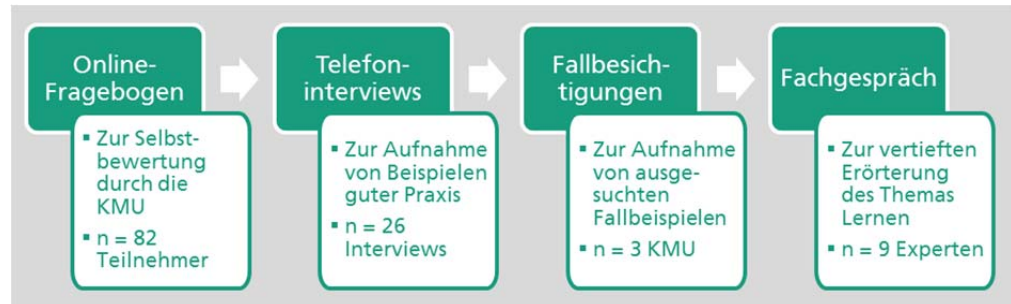 Online-
Fragebogen
▪ Zur Selbst-
bewertung
durch die
KMU
▪ n = 82
Teilnehmer
Telefon-
interviews
▪ Zur Aufnahme
von Beispielen
guter Praxis
▪ n = 26
Interviews
Fallbesich-
tigungen
▪ Zur Aufnahme
von ausge-
suchten
Fallbeispielen
▪ n = 3 KMU
Fachgespräch
▪ Zur vertieften
Erörterung
des Themas
Lernen
▪ n = 9 Experten